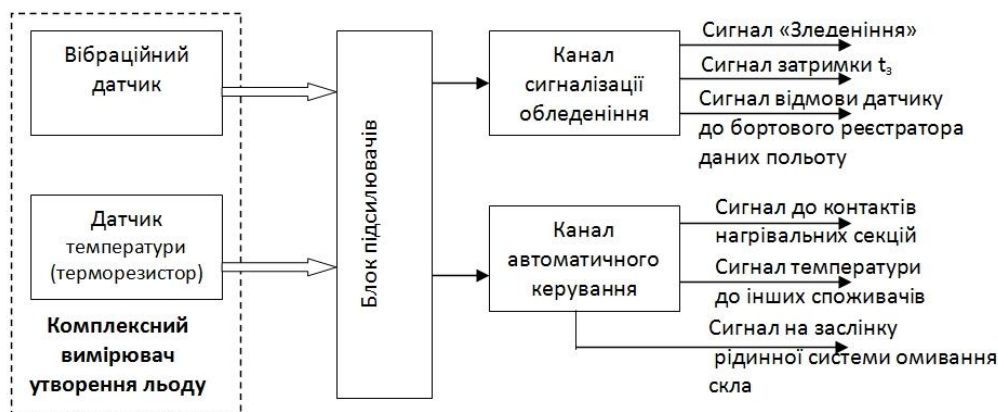 Вібраційний
датчик
Датчик
температури
(терморезистор)
Комплексний
вимірювач
утворення льоду
Блок підсилювачів
Канал
сигналізації
обледеніння
Канал
автоматичного
керування
Сигнал «Зледеніння»
Сигнал затримки tз
Сигнал відмови датчику
до бортового реєстратора
даних польоту
Сигнал до контактів
нагрівальних секцій
Сигнал температури
до інших споживачів
Сигнал на заслінку
рідинної системи омивання
скла